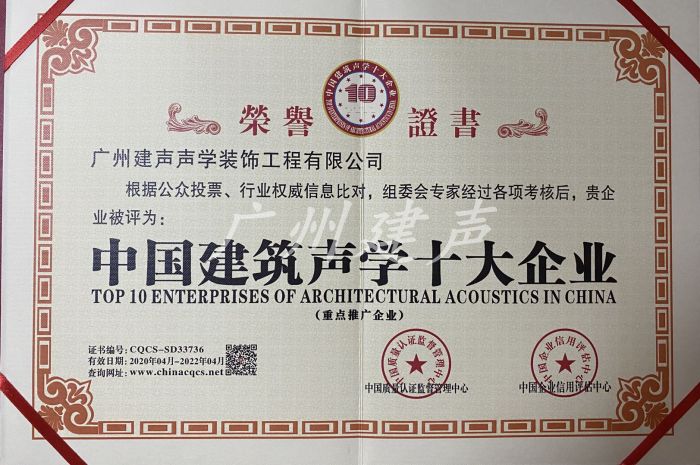 中国建筑声学十大企业
10
榮譽 證書
广州建声声学装饰工程有限公司
根据公众投票、行业权威信息比对，组委会专家经过各项考核后，贵企
业被评为：
广州建声
中国建筑声学十大企业
TOP 10 ENTERPRISES OF ARCHITECTURAL ACOUSTICS IN CHINA
（重点推广企业）
证书编号：CQCS-SD33736
有效日期：2020年04月-2022年04月
查询网址：www.chinacqcs.net
中国质量认证监督管理中心
中国质量认证监督管理中心
中国企业信用评估中心
中国企业信用评估中心